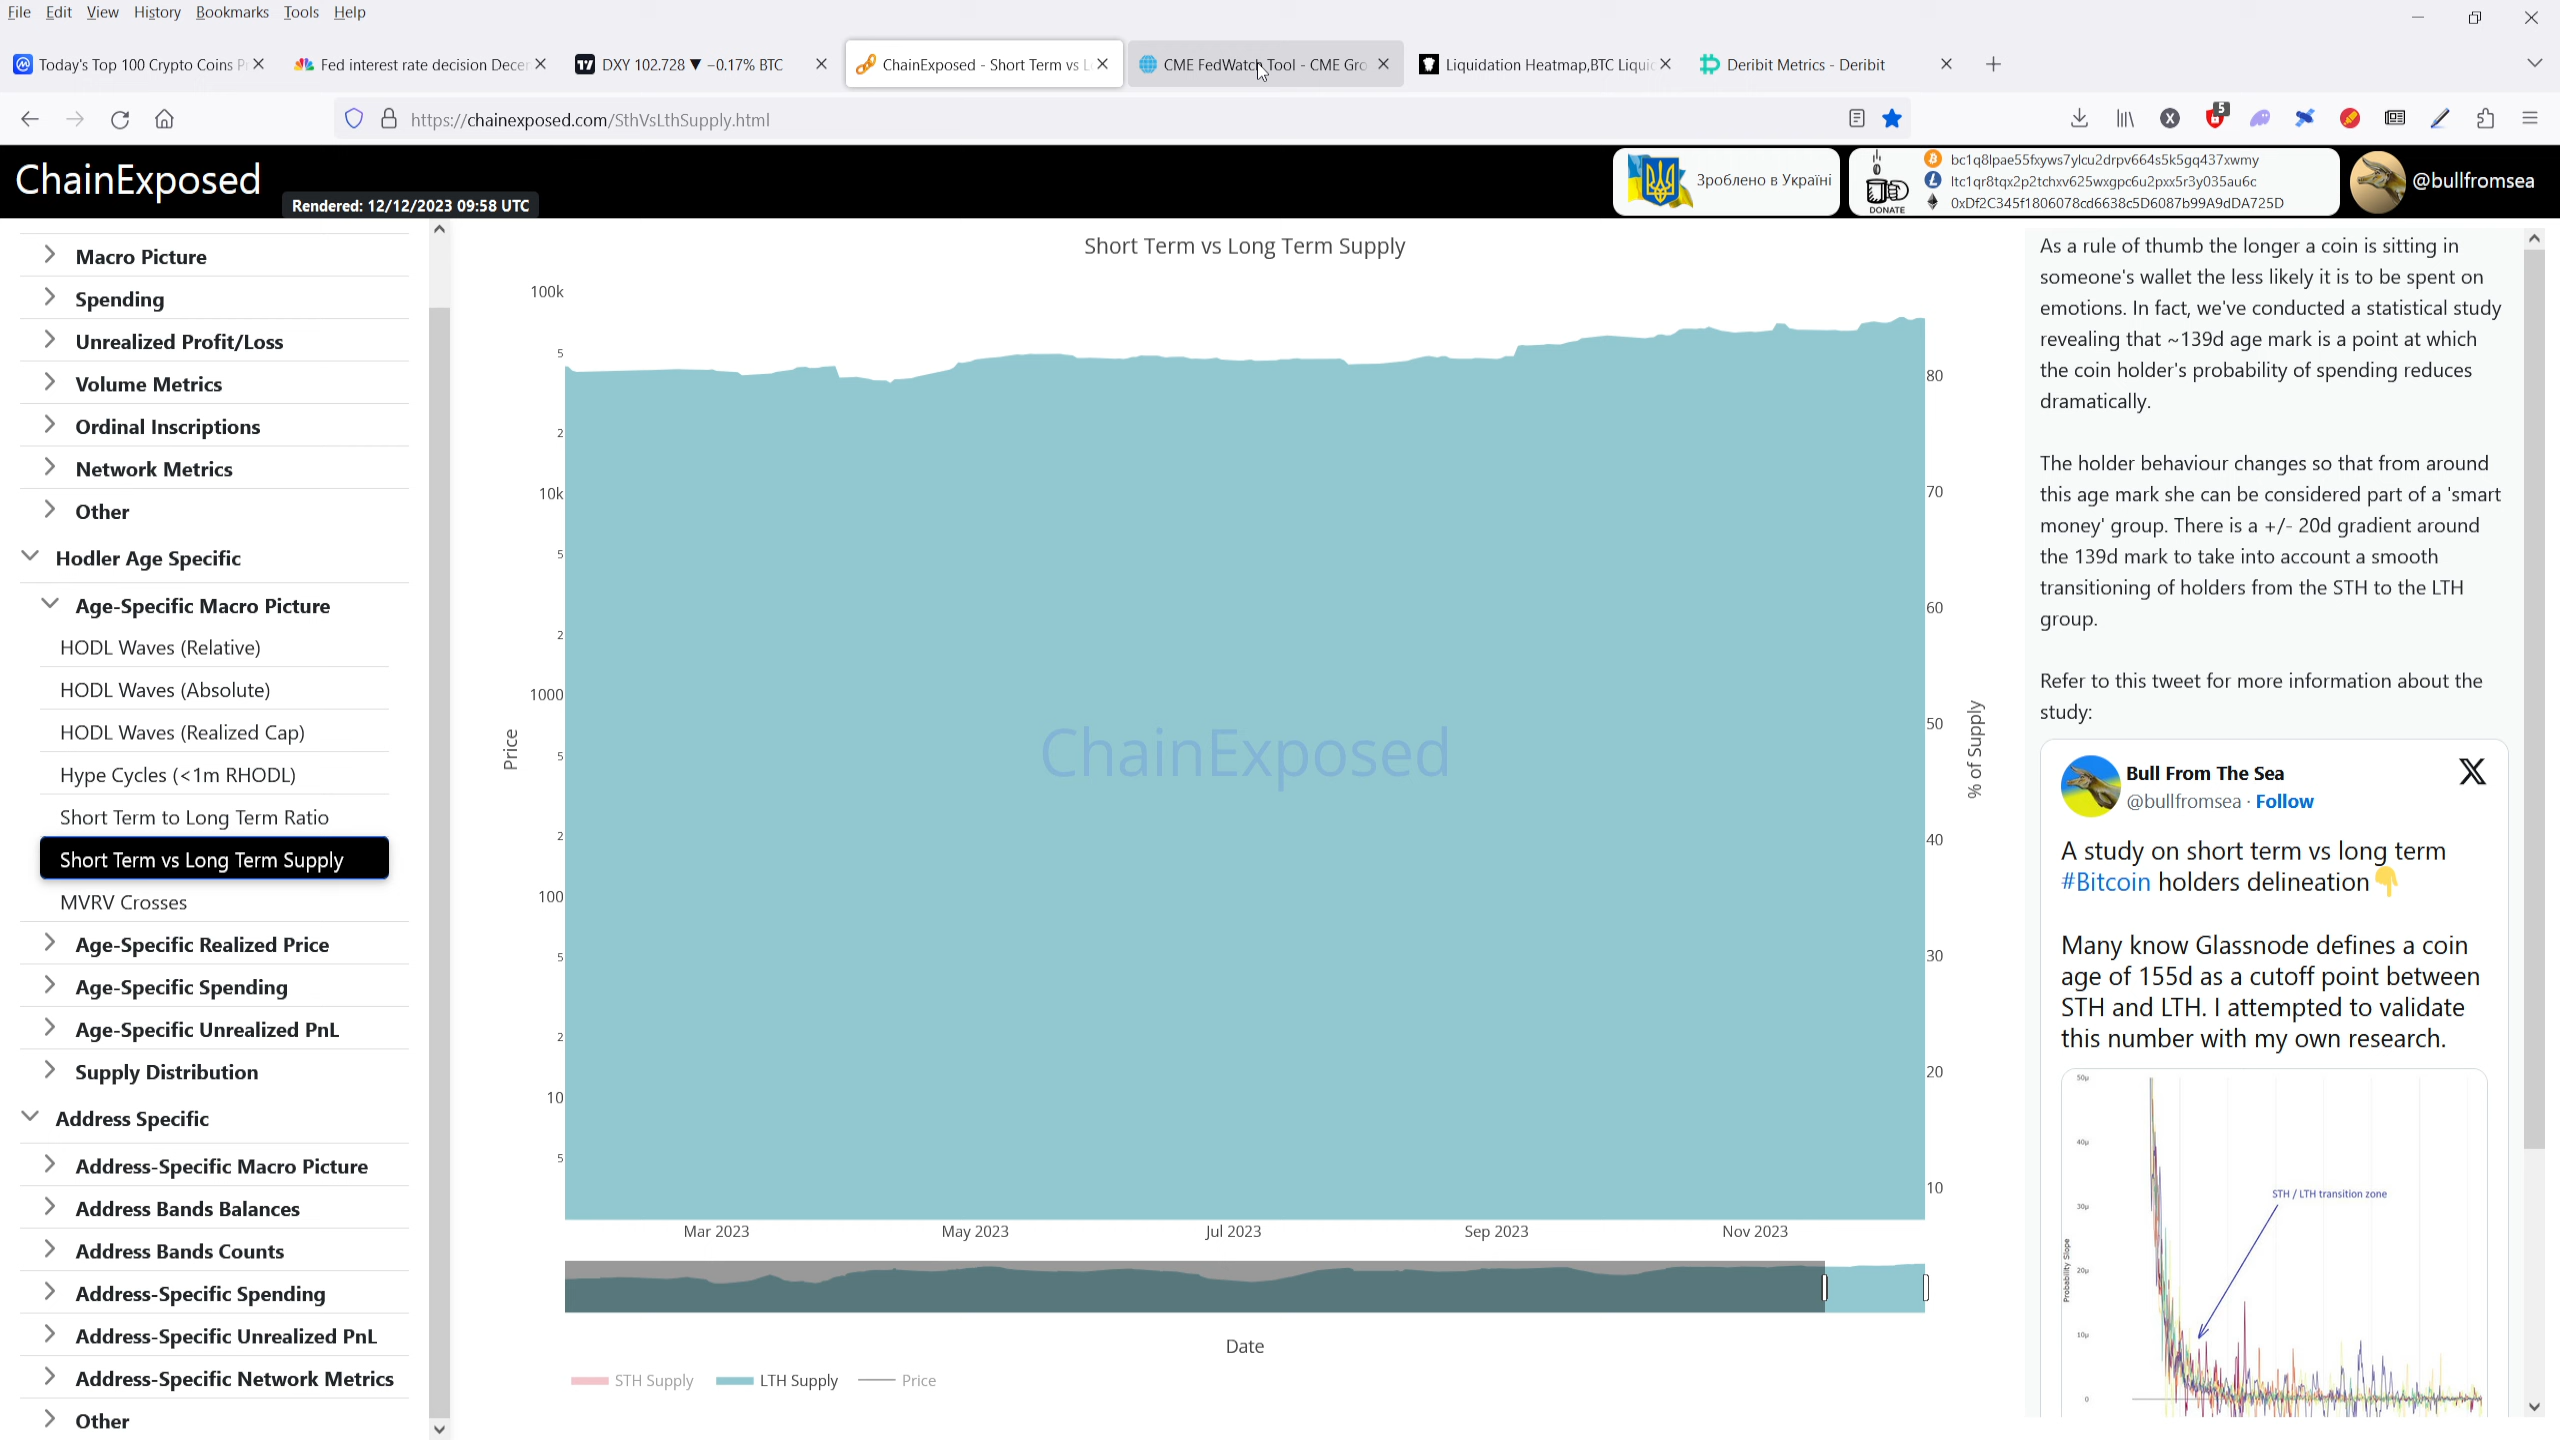 File Edit View History Bookmarks Tools Help
Today's Top 100 Crypto Coins P
Fed interest rate decision Decem
DXY 102.728 ▼ −0.17% BTC
ChainExposed - Short Term vs L
CME FedWatch Tool - CME Gro
Liquidation Heatmap,BTC Liquid
Deribit Metrics - Deribit
https://chainexposed.com/SthVsLthSupply.html
5
ChainExposed
Rendered: 12/12/2023 09:58 UTC
Зроблено в Україні
DONATE
bc1q8lpae55fxyws7ylcu2drpv664s5k5gq437xwmy
ltc1qr8tqx2p2tchxv625wxgpc6u2pxx5r3y035au6c
0xDf2C345f1806078cd6638c5D6087b99A9dDA725D
@bullfromsea
Macro Picture
Spending
Unrealized Profit/Loss
Volume Metrics
Ordinal Inscriptions
Network Metrics
Other
Hodler Age Specific
Age-Specific Macro Picture
HODL Waves (Relative)
HODL Waves (Absolute)
HODL Waves (Realized Cap)
Hype Cycles (<1m RHODL)
Short Term to Long Term Ratio
Short Term vs Long Term Supply
MVRV Crosses
Age-Specific Realized Price
Age-Specific Spending
Age-Specific Unrealized PnL
Supply Distribution
Address Specific
Address-Specific Macro Picture
Address Bands Balances
Address Bands Counts
Address-Specific Spending
Address-Specific Unrealized PnL
Address-Specific Network Metrics
Other
Short Term vs Long Term Supply
100k
5
2
10k
5
2
1000
5
2
100
5
2
10
5
Price
ChainExposed
80
70
60
50
40
30
20
10
% of Supply
Mar 2023
May 2023
Jul 2023
Sep 2023
Nov 2023
Date
STH Supply
LTH Supply
Price
As a rule of thumb the longer a coin is sitting in
someone's wallet the less likely it is to be spent on
emotions. In fact, we've conducted a statistical study
revealing that ~139d age mark is a point at which
the coin holder's probability of spending reduces
dramatically.
The holder behaviour changes so that from around
this age mark she can be considered part of a 'smart
money' group. There is a +/- 20d gradient around
the 139d mark to take into account a smooth
transitioning of holders from the STH to the LTH
group.
Refer to this tweet for more information about the
study:
Bull From The Sea
@bullfromsea · Follow
A study on short term vs long term
#Bitcoin holders delineation
Many know Glassnode defines a coin
age of 155d as a cutoff point between
STH and LTH. I attempted to validate
this number with my own research.
50μ
40μ
30μ
20μ
10μ
0
Probability Slope
STH / LTH transition zone